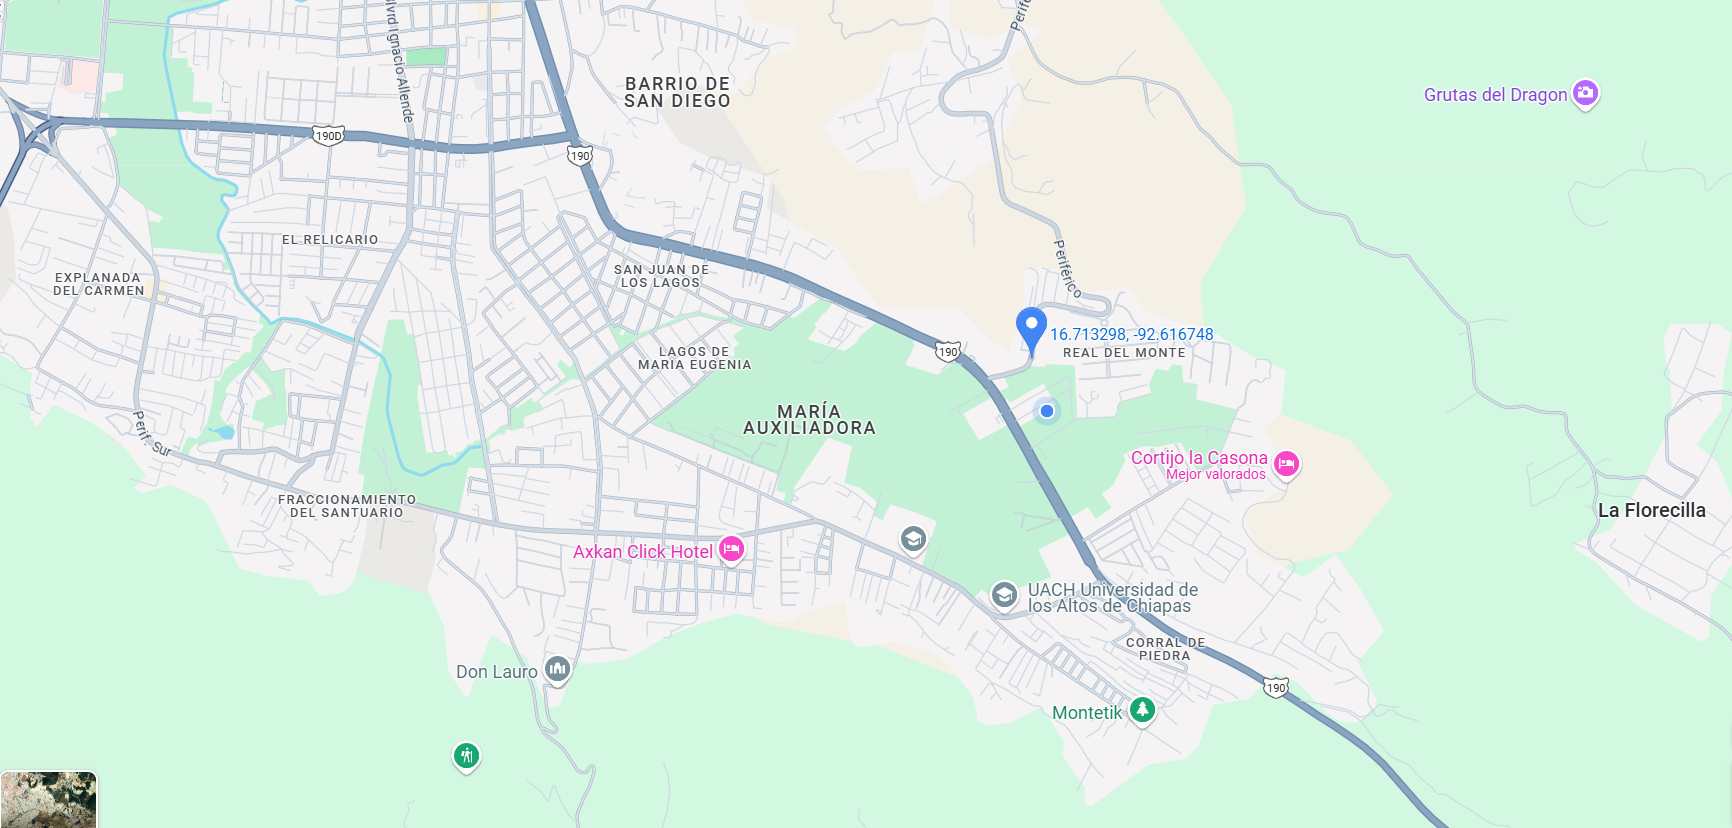 Perifé
Blvrd Ignacio Allende
BARRIO DE
SAN DIEGO
Grutas del Dragon
190D
190
EL RELICARIO
EXPLANADA
DEL CARMEN
SAN JUAN DE
LOS LAGOS
Periférico
16.713298, -92.616748
REAL DEL MONTE
190
LAGOS DE
MARÍA EUGENIA
MARÍA
AUXILIADORA
Perif. Sur
Cortijo la Casona
Mejor valorados
FRACCIONAMIENTO
DEL SANTUARIO
La Florecilla
Axkan Click Hotel
UACH Universidad de
los Altos de Chiapas
CORRAL DE
PIEDRA
Don Lauro
190
Montetik